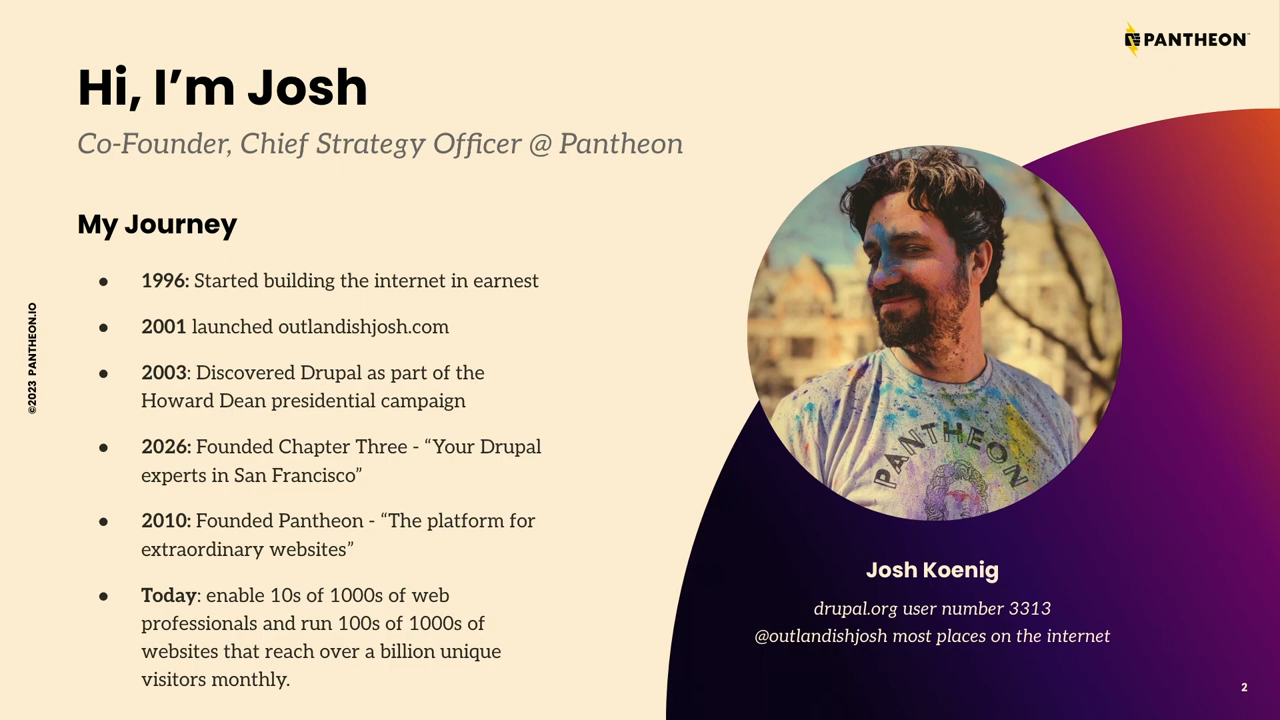 PANTHEON
Hi, I’m Josh
Co-Founder, Chief Strategy Officer @ Pantheon
My Journey
● 1996: Started building the internet in earnest
● 2001 launched outlandishjosh.com
● 2003: Discovered Drupal as part of the
Howard Dean presidential campaign
● 2026: Founded Chapter Three - “Your Drupal
experts in San Francisco”
● 2010: Founded Pantheon - “The platform for
extraordinary websites”
● Today: enable 10s of 1000s of web
professionals and run 100s of 1000s of
websites that reach over a billion unique
visitors monthly.
©2023 PANTHEON.IO
PANTHEON
Josh Koenig
drupal.org user number 3313
@outlandishjosh most places on the internet
2